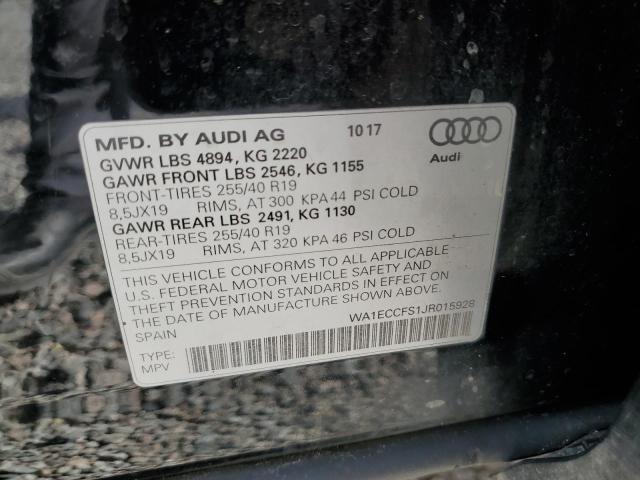 MFD. BY AUDI AG 10 17
GVWR LBS 4894, KG 2220
GAWR FRONT LBS 2546, KG 1155
FRONT-TIRES 255/40 R19
8,5JX19 RIMS, AT 300 KPA 44 PSI COLD
GAWR REAR LBS 2491, KG 1130
REAR-TIRES 255/40 R19
8,5JX19 RIMS, AT 320 KPA 46 PSI COLD
THIS VEHICLE CONFORMS TO ALL APPLICABLE
U.S. FEDERAL MOTOR VEHICLE SAFETY AND
THEFT PREVENTION STANDARDS IN EFFECT ON
THE DATE OF MANUFACTURE SHOWN ABOVE.
SPAIN
WA1ECCFS1JR015928
TYPE:
MPV
Audi